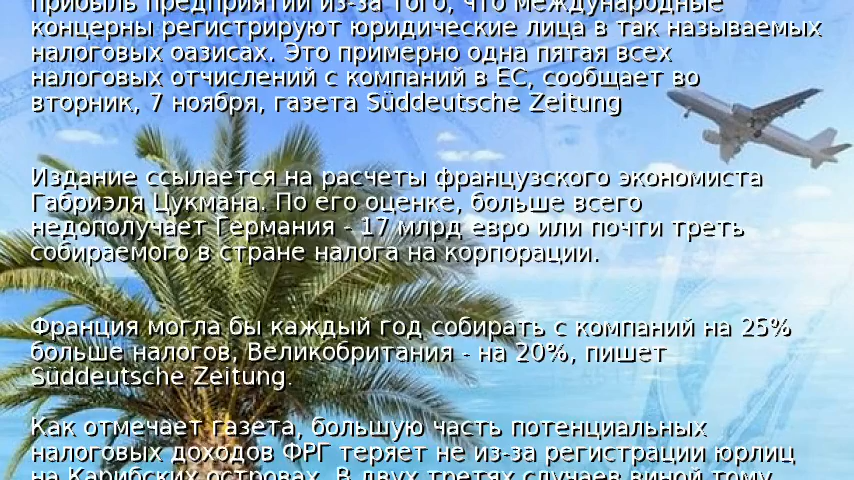 прибыль предприятий из-за того, что международные
концерны регистрируют юридические лица в так называемых
налоговых оазисах. Это примерно одна пятая всех
налоговых отчислений с компаний в ЕС, сообщает во
вторник, 7 ноября, газета Süddeutsche Zeitung
Издание ссылается на расчеты французского экономиста
Габриэля Цукмана. По его оценке, больше всего
недополучает Германия - 17 млрд евро или почти треть
собираемого в стране налога на корпорации.
Франция могла бы каждый год собирать с компаний на 25%
больше налогов, Великобритания - на 20%, пишет
Süddeutsche Zeitung.
Как отмечает газета, большую часть потенциальных
налоговых доходов ФРГ теряет не из-за регистрации юрлиц
на Карибских островах. В двух третях случаев виной тому